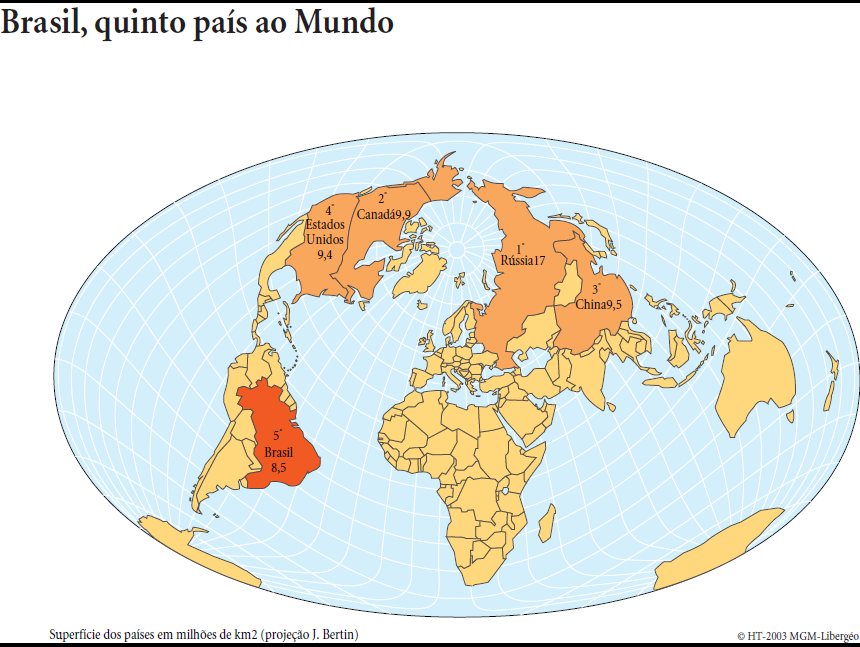 Brasil, quinto país ao Mundo
4°
Estados
Unidos
9,4
2°
Canadá9,9
1°
Rússia17
3°
China9,5
5°
Brasil
8,5
Superfície dos países em milhões de km2 (projeção J. Bertin)
© HT-2003 MGM-Libergéo